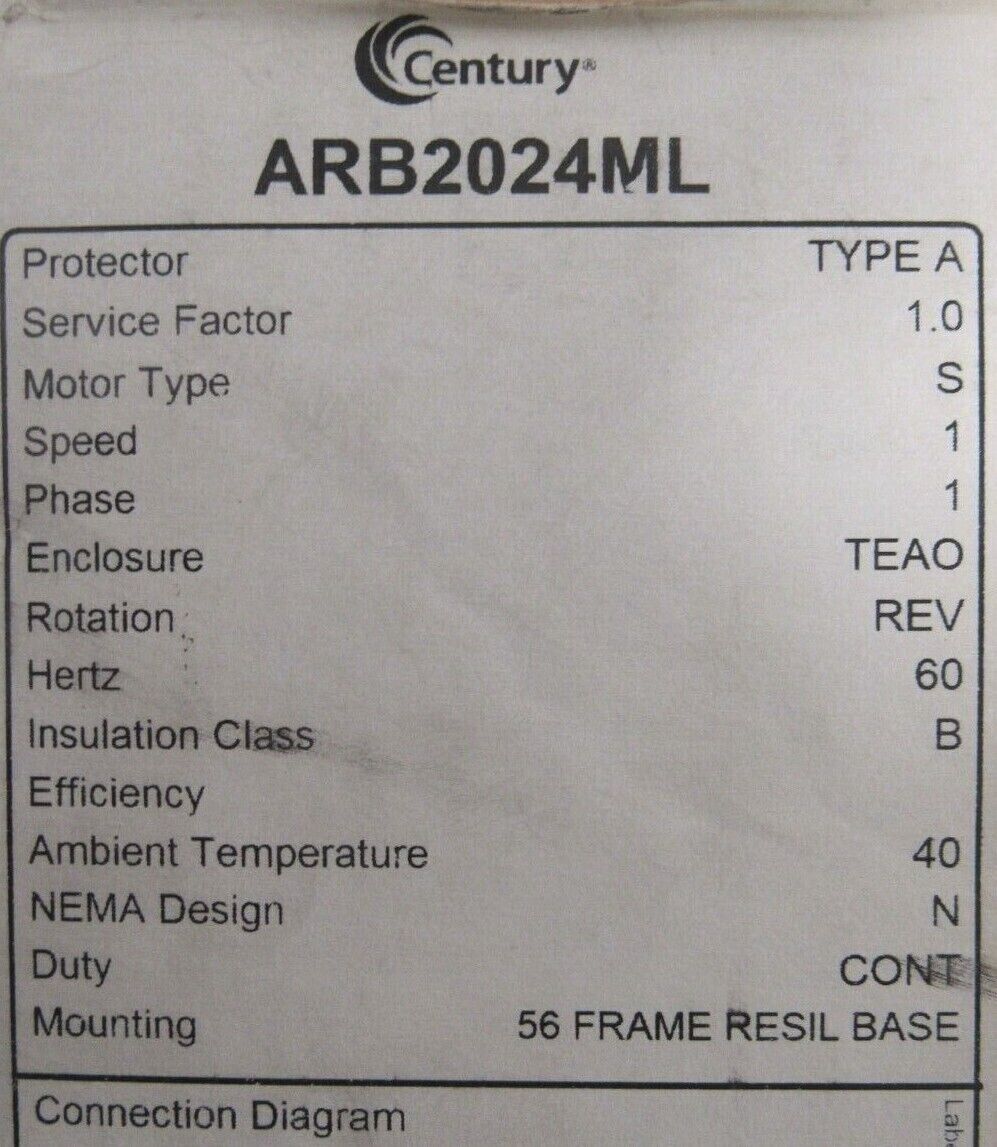 Century®
ARB2024ML
Protector TYPE A
Service Factor 1.0
Motor Type S
Speed 1
Phase 1
Enclosure TEAO
Rotation REV
Hertz 60
Insulation Class B
Efficiency
Ambient Temperature 40
NEMA Design N
Duty CONT
Mounting 56 FRAME RESIL BASE
Connection Diagram